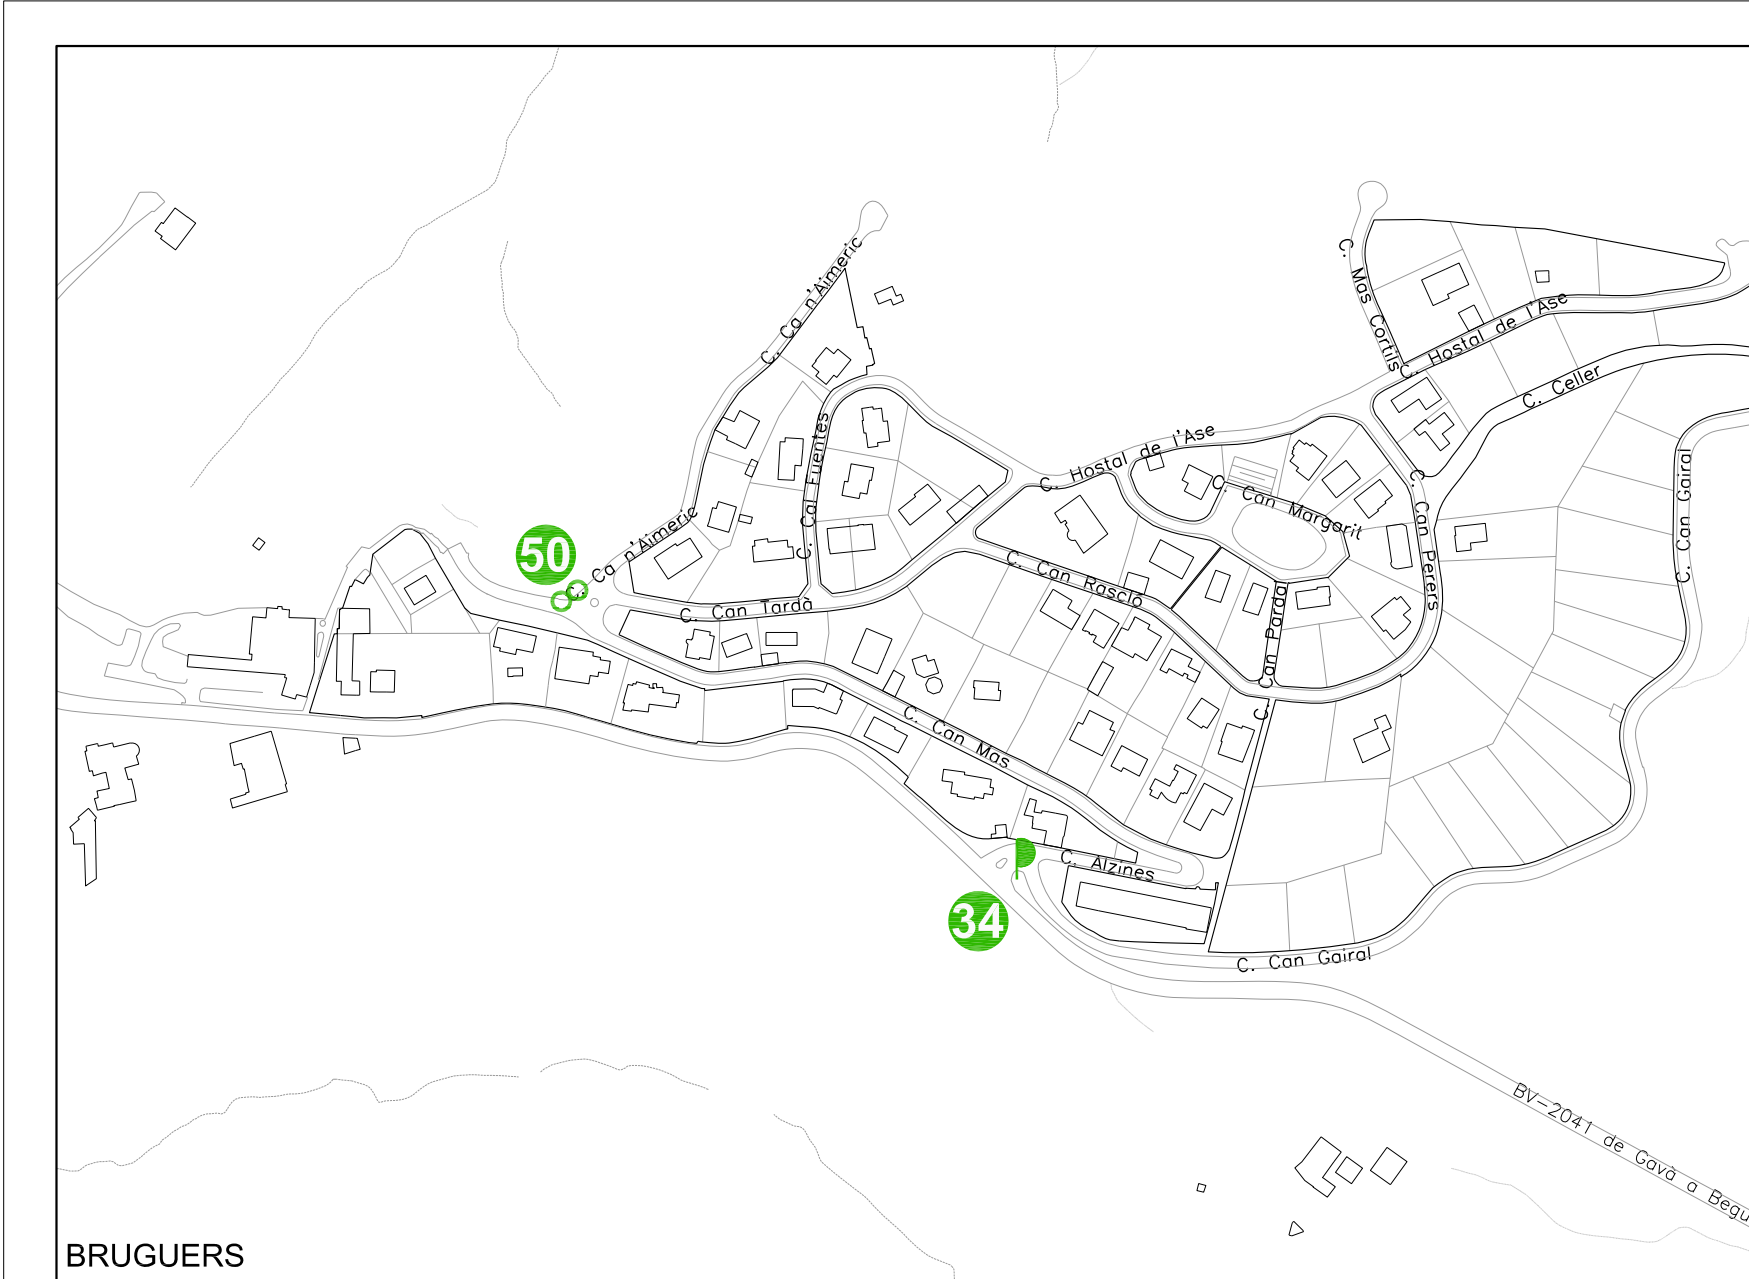 C. Ca n'Aimeric
C. Mas Cortils
C. Hostal de l'Ase
C. Celler
C. Cal Fuentes
C. Hostal de l'Ase
C. Can Margarit
C. Can Perers
C. Can Gairal
50
C. Ca n'Aimeric
C. Can Tardà
C. Can Rascló
C. Can Parda
C. Can Mas
C. Alzines
34
C. Can Gairal
BV-2041 de Gavà a Begu
BRUGUERS